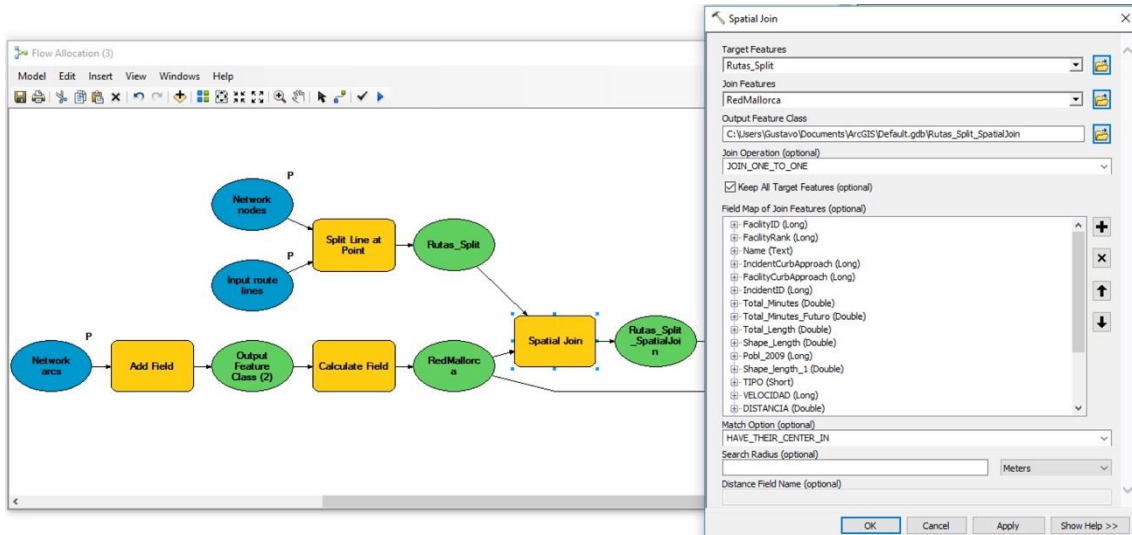 Flow Allocation (3)
Model Edit Insert View Windows Help
P
Network
nodes
Split Line at
Point
Rutas_Split
P
Input route
lines
P
Network
arcs
Add Field
Output
Feature
Class (2)
Calculate Field
RedMallorc
a
Spatial Join
Rutas_Split
_SpatialJoi
n
Spatial Join
Target Features
Rutas_Split
Join Features
RedMallorca
Output Feature Class
C:\Users\Gustavo\Documents\ArcGIS\Default.gdb\Rutas_Split_SpatialJoin
Join Operation (optional)
JOIN_ONE_TO_ONE
Keep All Target Features (optional)
Field Map of Join Features (optional)
FacilityID (Long)
FacilityRank (Long)
Name (Text)
IncidentCurbApproach (Long)
FacilityCurbApproach (Long)
IncidentID (Long)
Total_Minutes (Double)
Total_Minutes_Futuro (Double)
Total_Length (Double)
Shape_Length (Double)
Pobl_2009 (Long)
Shape_length_1 (Double)
TIPO (Short)
VELOCIDAD (Long)
DISTANCIA (Double)
Match Option (optional)
HAVE_THEIR_CENTER_IN
Search Radius (optional)
Meters
Distance Field Name (optional)
OK Cancel Apply Show Help >>